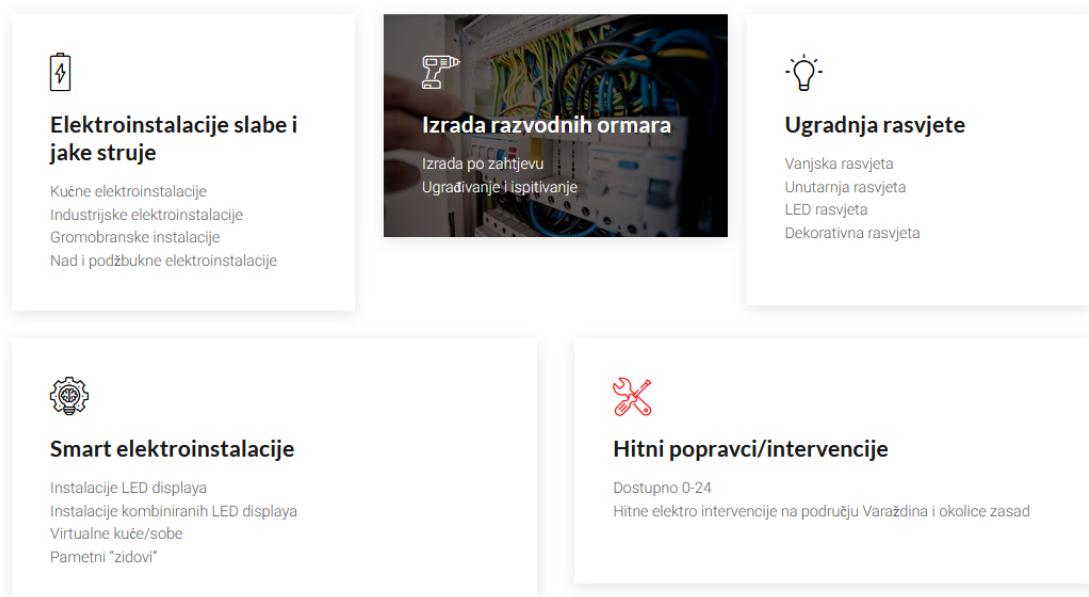 Elektroinstalacije slabe i
jake struje
Kućne elektroinstalacije
Industrijske elektroinstalacije
Gromobranske instalacije
Nad i podžbukne elektroinstalacije
Izrada razvodnih ormara
Izrada po zahtjevu
Ugrađivanje i ispitivanje
Ugradnja rasvjete
Vanjska rasvjeta
Unutarnja rasvjeta
LED rasvjeta
Dekorativna rasvjeta
Smart elektroinstalacije
Instalacije LED displaya
Instalacije kombiniranih LED displaya
Virtualne kuće/sobe
Pametni “zidovi”
Hitni popravci/intervencije
Dostupno 0-24
Hitne elektro intervencije na području Varaždina i okolice zasad